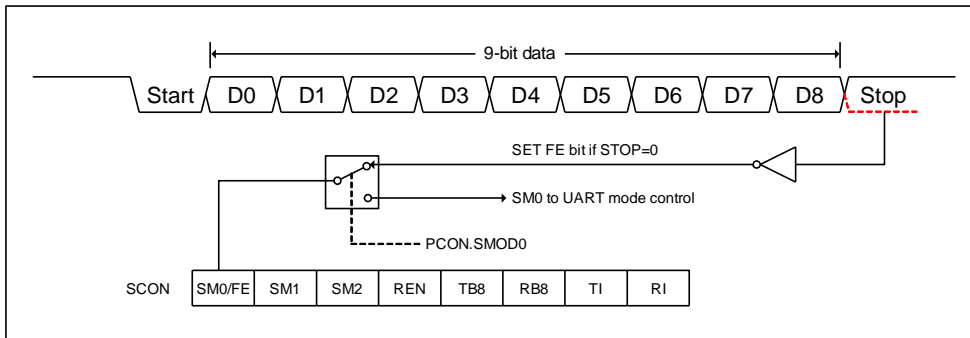 9-bit data
Start D0 D1 D2 D3 D4 D5 D6 D7 D8 Stop
SET FE bit if STOP=0
SM0 to UART mode control
PCON.SMOD0
SCON SM0/FE SM1 SM2 REN TB8 RB8 TI RI